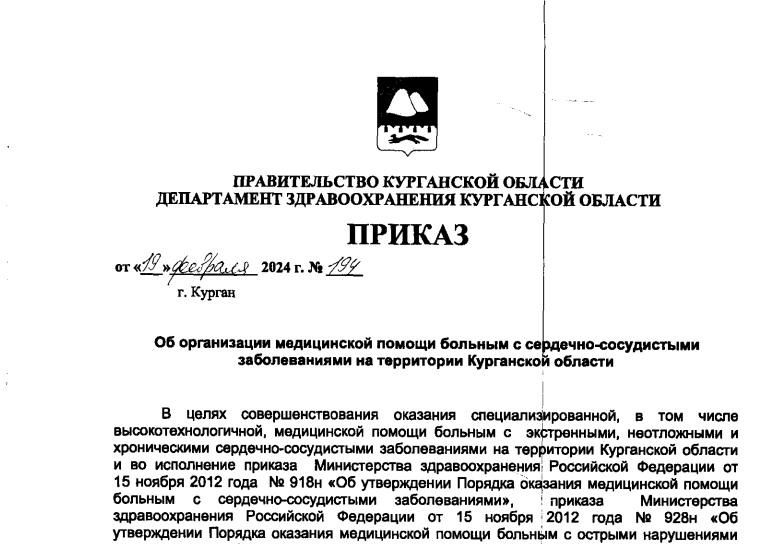 ПРАВИТЕЛЬСТВО КУРГАНСКОЙ ОБЛАСТИ
ДЕПАРТАМЕНТ ЗДРАВООХРАНЕНИЯ КУРГАНСКОЙ ОБЛАСТИ
ПРИКАЗ
от «19» февраля 2024 г. № 194
г. Курган
Об организации медицинской помощи больным с сердечно-сосудистыми
заболеваниями на территории Курганской области
В целях совершенствования оказания специализированной, в том числе
высокотехнологичной, медицинской помощи больным с экстренными, неотложными и
хроническими сердечно-сосудистыми заболеваниями на территории Курганской области
и во исполнение приказа Министерства здравоохранения Российской Федерации от
15 ноября 2012 года № 918н «Об утверждении Порядка оказания медицинской помощи
больным с сердечно-сосудистыми заболеваниями», приказа Министерства
здравоохранения Российской Федерации от 15 ноября 2012 года № 928н «Об
утверждении Порядка оказания медицинской помощи больным с острыми нарушениями